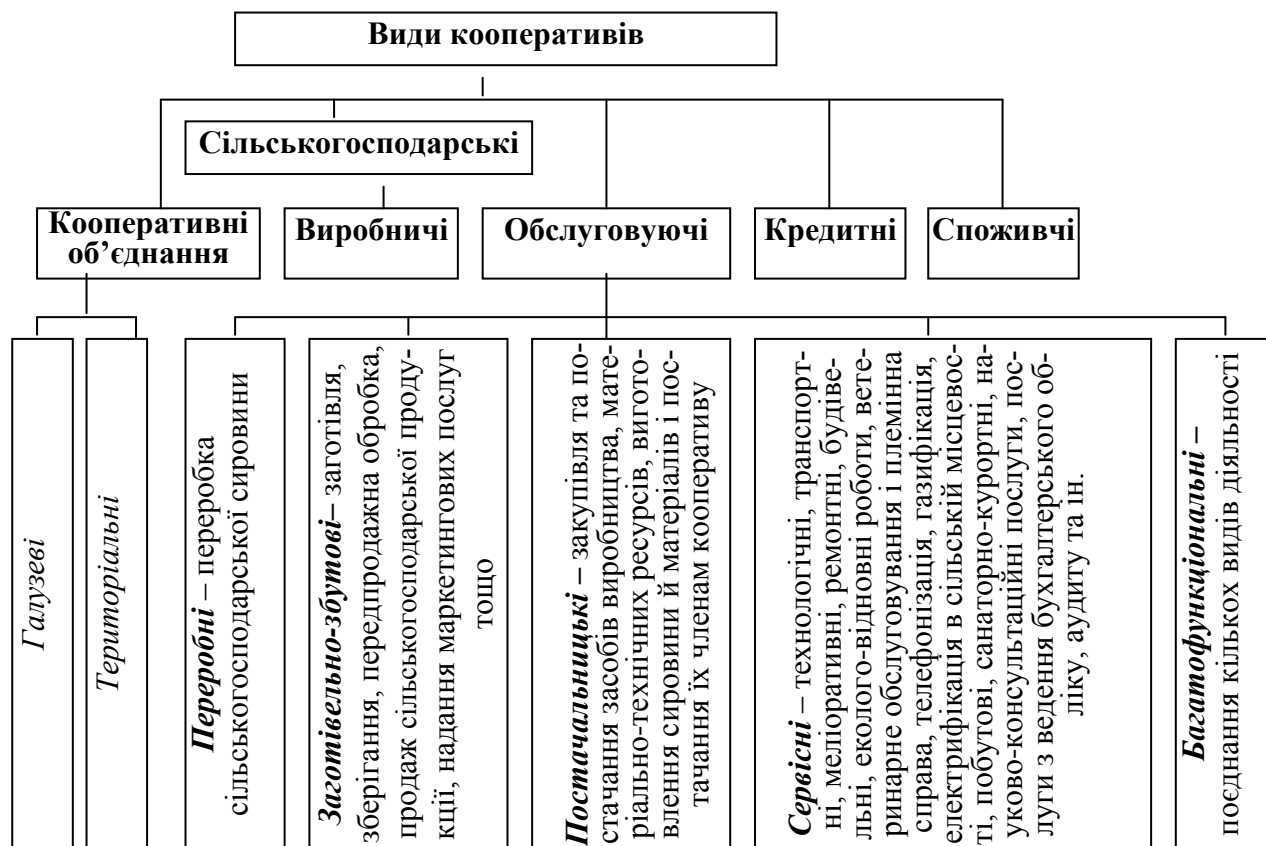 Види кооперативів
Сільськогосподарські
Кооперативні
об’єднання
Виробничі
Обслуговуючі
Кредитні
Споживчі
Галузеві
Територіальні
Переробні – переробка
сільськогосподарської сировини
Заготівельно-збутові – заготівля,
зберігання, передпродажна обробка,
продаж сільськогосподарської проду-
кції, надання маркетингових послуг
тощо
Постачальницькі – закупівля та по-
стачання засобів виробництва, мате-
ріально-технічних ресурсів, вигото-
влення сировини й матеріалів і пос-
тачання їх членам кооперативу
Сервісні – технологічні, транспорт-
ні, меліоративні, ремонтні, будіве-
льні, еколого-відновні роботи, вете-
ринарне обслуговування і племінна
справа, телефонізація, газифікація,
електрифікація в сільській місцевос-
ті, побутові, санаторно-курортні, на-
уково-консультаційні послуги, пос-
луги з ведення бухгалтерського об-
ліку, аудиту та ін.
Багатофункціональні –
поєднання кількох видів діяльності